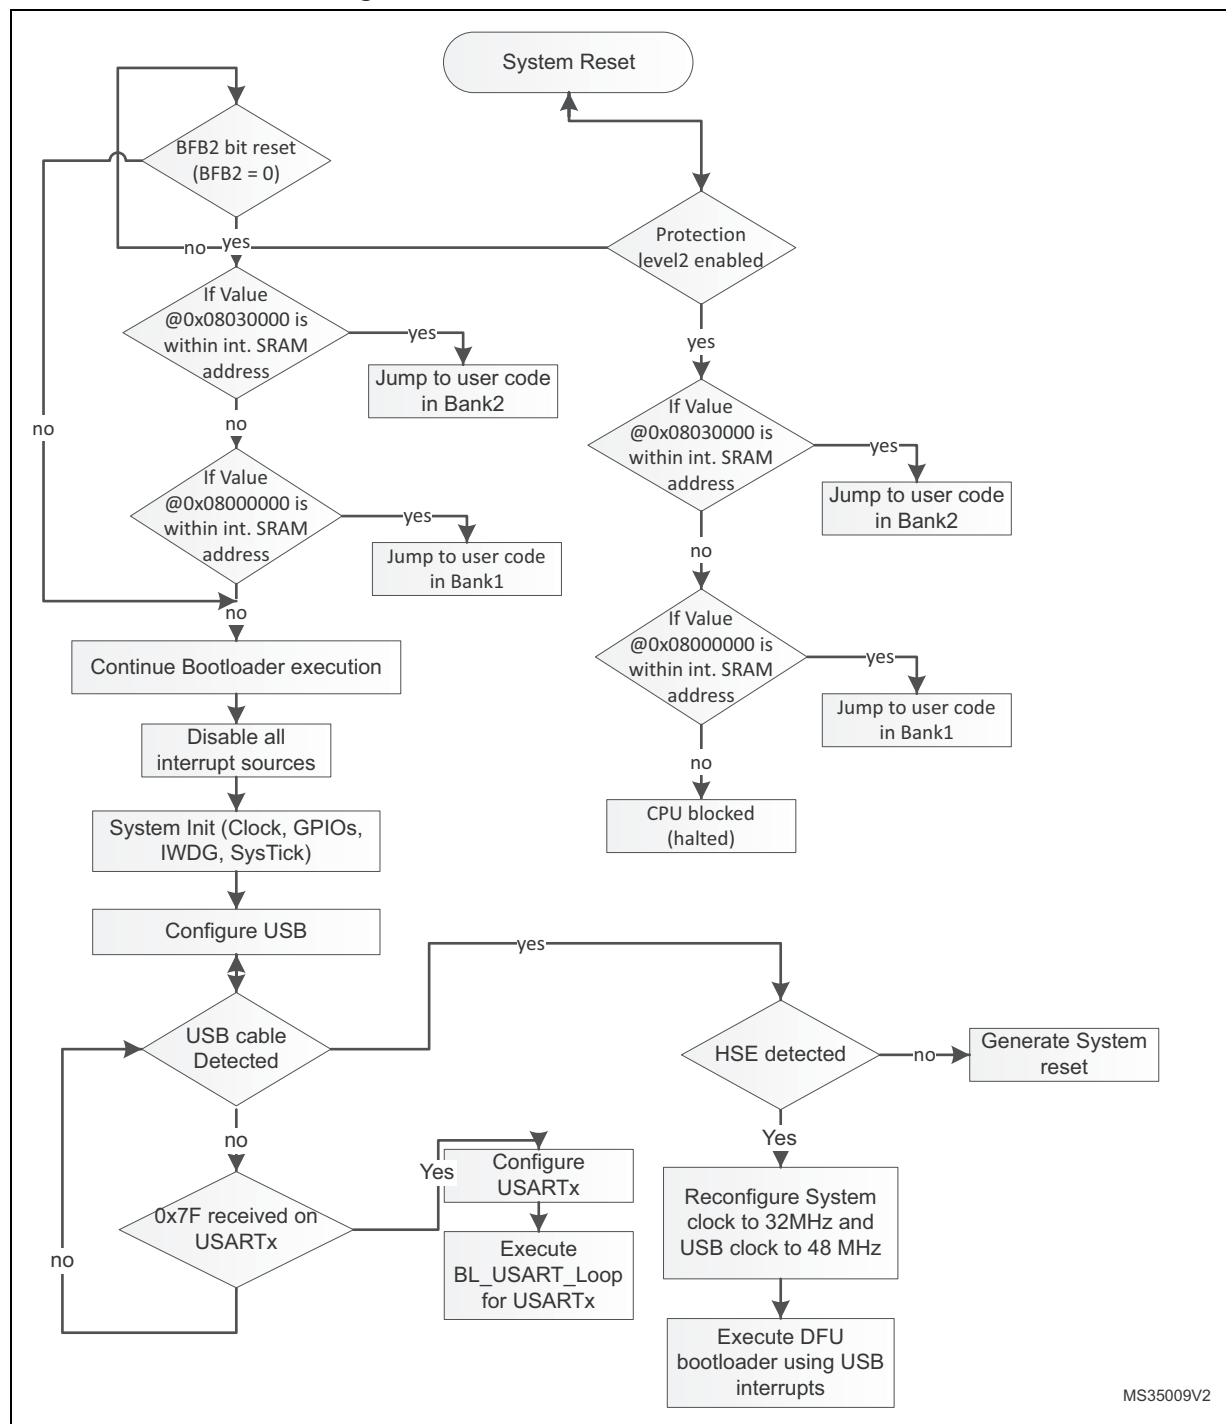 System Reset
BFB2 bit reset
(BFB2 = 0)
no
yes
Protection
level2 enabled
If Value
@0x08030000 is
within int. SRAM
address
yes
Jump to user code
in Bank2
no
no
If Value
@0x08000000 is
within int. SRAM
address
yes
Jump to user code
in Bank1
no
yes
If Value
@0x08030000 is
within int. SRAM
address
yes
Jump to user code
in Bank2
no
If Value
@0x08000000 is
within int. SRAM
address
yes
Jump to user code
in Bank1
no
CPU blocked
(halted)
Continue Bootloader execution
Disable all
interrupt sources
System Init (Clock, GPIOs,
IWDG, SysTick)
Configure USB
yes
USB cable
Detected
HSE detected
no
Generate System
reset
no
Yes
Configure
USARTx
0x7F received on
USARTx
no
Execute
BL_USART_Loop
for USARTx
Yes
Reconfigure System
clock to 32MHz and
USB clock to 48 MHz
Execute DFU
bootloader using USB
interrupts
MS35009V2